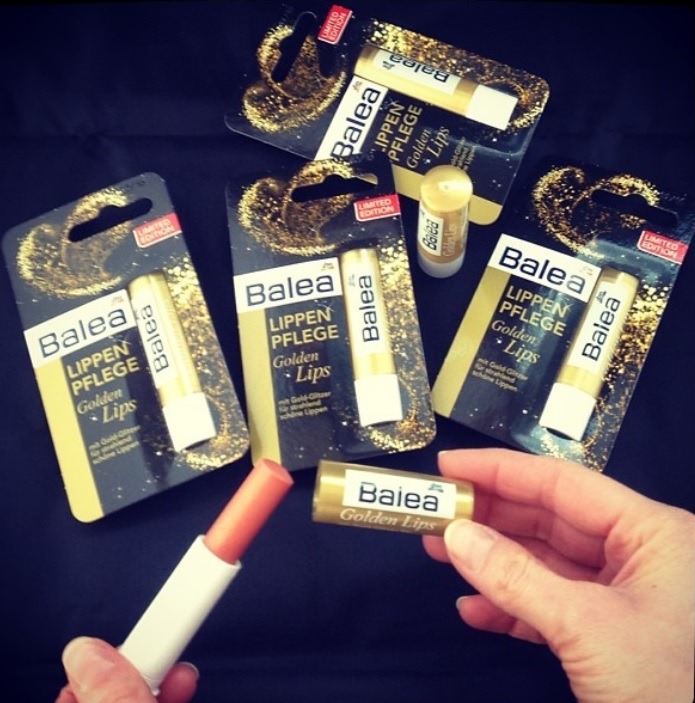 LIMITED
EDITION
Balea
Balea
LIPPEN
PFLEGE
Golden
Lips
LIMITED
EDITION
Balea
Balea
LIPPEN
PFLEGE
Golden
Lips
mit Gold-Glitzer
für strahlend
schöne Lippen
LIMITED
EDITION
Balea
Balea
LIPPEN
PFLEGE
Golden
Lips
mit Gold-Glitzer
für strahlend
schöne Lippen
Balea
LIMITED
EDITION
Balea
Balea
LIPPEN
PFLEGE
Golden
Lips
mit Gold-Glitzer
für strahlend
schöne Lippen
Balea
Golden Lips